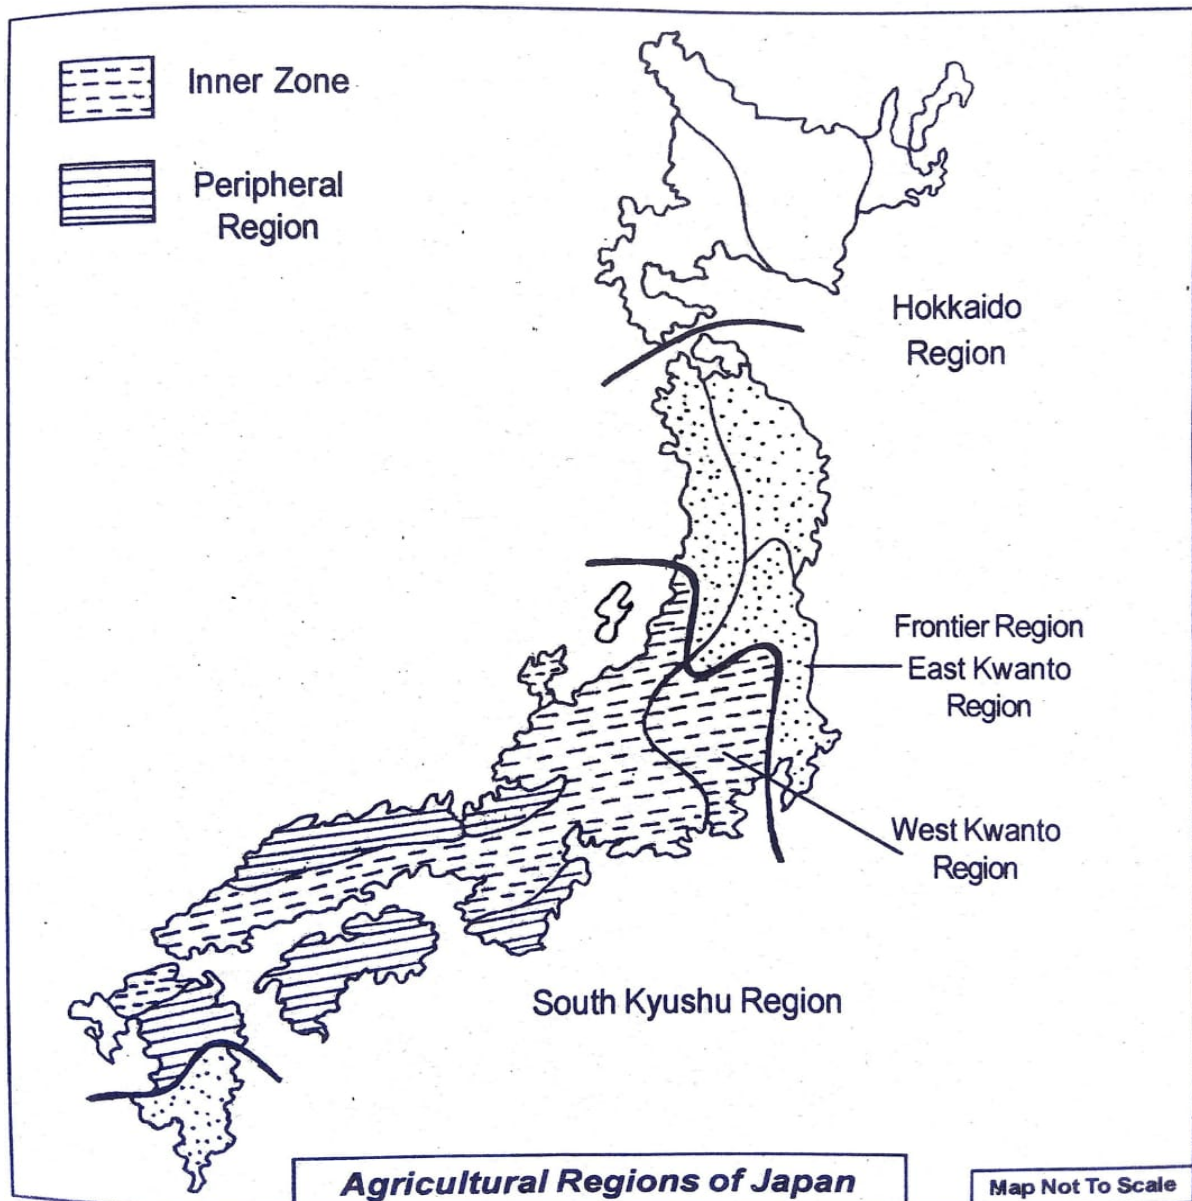 Inner Zone
Peripheral
Region
Hokkaido
Region
Frontier Region
East Kwanto
Region
West Kwanto
Region
South Kyushu Region
Agricultural Regions of Japan
Map Not To Scale